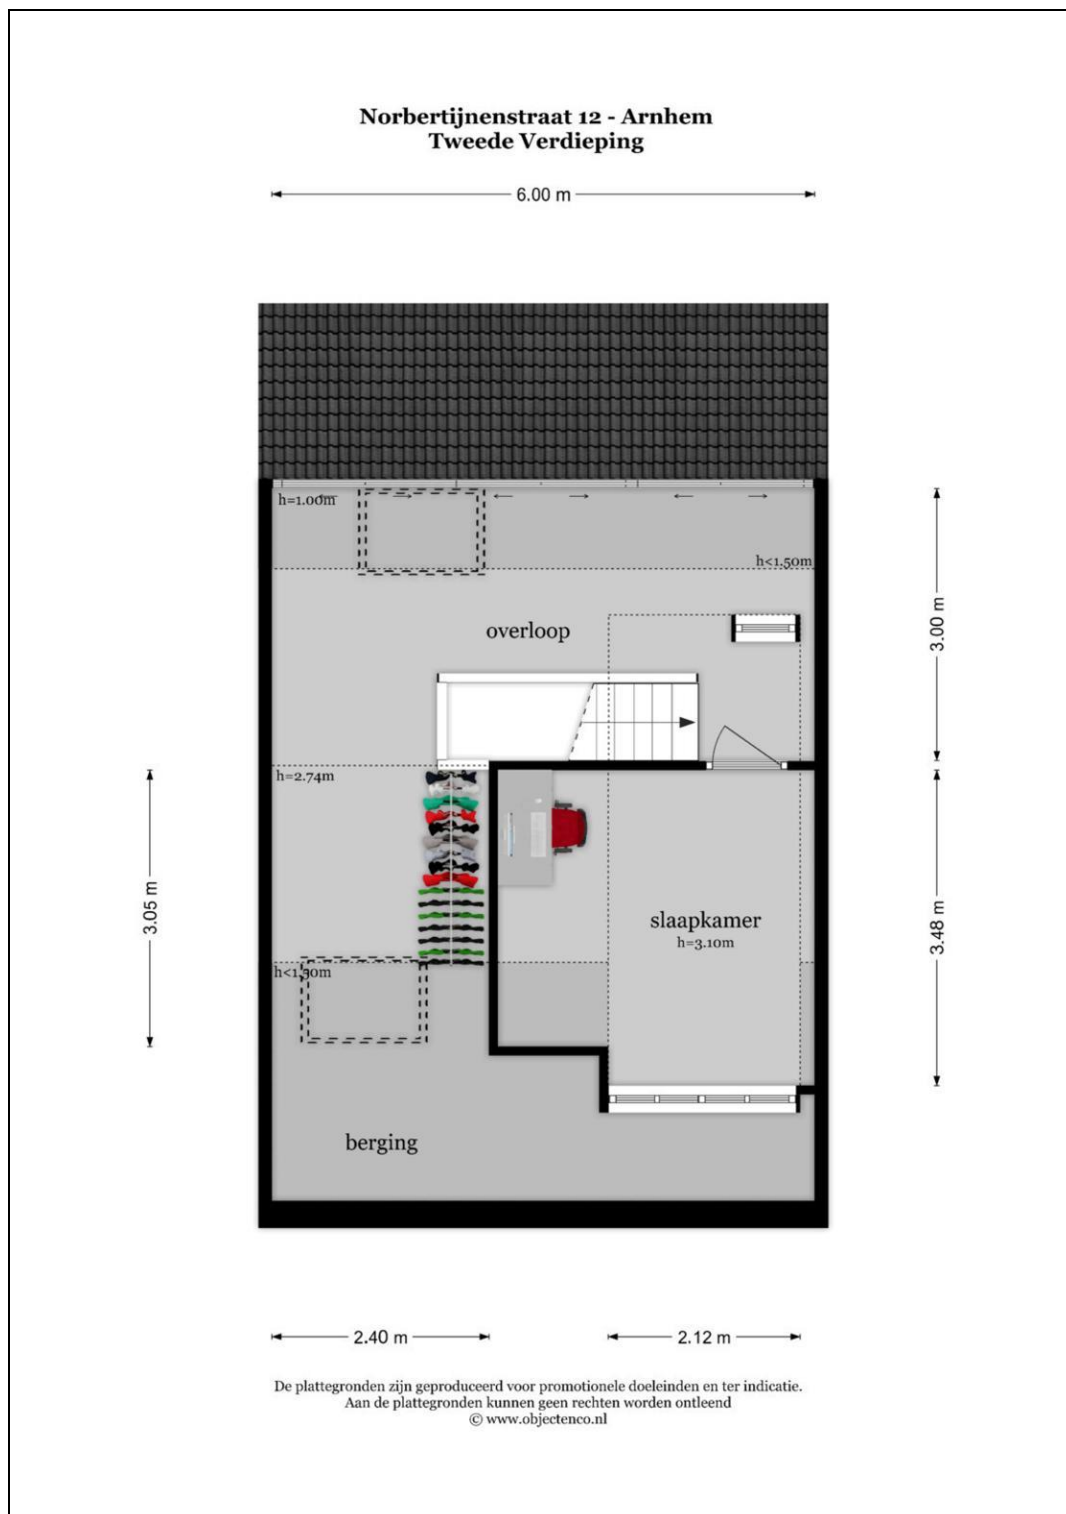 Norbertijnenstraat 12 - Arnhem
Tweede Verdieping
6.00 m
h=1.00m
h<1.50m
3.00 m
overloop
h=2.74m
3.05 m
3.48 m
slaapkamer
h=3.10m
h<1.50m
berging
2.40 m
2.12 m
De plattegronden zijn geproduceerd voor promotionele doeleinden en ter indicatie.
Aan de plattegronden kunnen geen rechten worden ontleend
© www.objectenco.nl